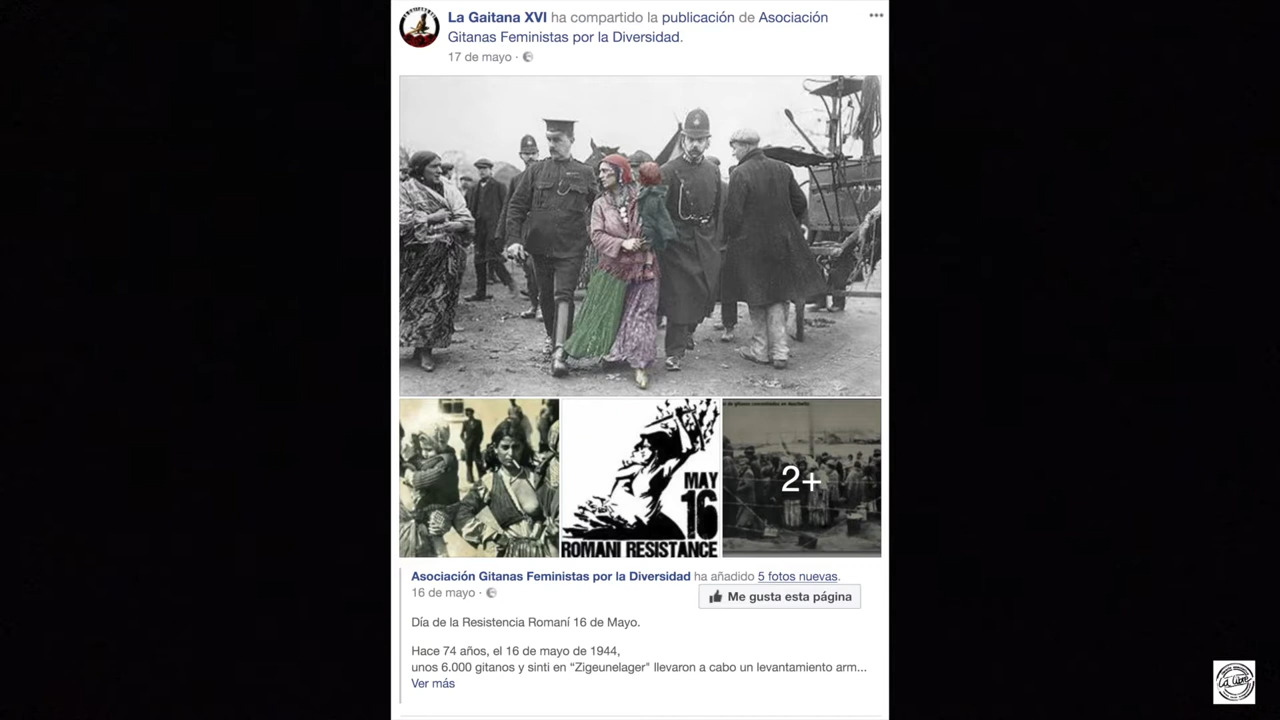 La Gaitana XVI ha compartido la publicación de Asociación
Gitanas Feministas por la Diversidad.
17 de mayo ·
MAY
16
ROMANI RESISTANCE
2+
Asociación Gitanas Feministas por la Diversidad ha añadido 5 fotos nuevas.
16 de mayo ·
Me gusta esta página
Día de la Resistencia Romaní 16 de Mayo.
Hace 74 años, el 16 de mayo de 1944,
unos 6.000 gitanos y sinti en “Zigeunelager" llevaron a cabo un levantamiento arm...
Ver más